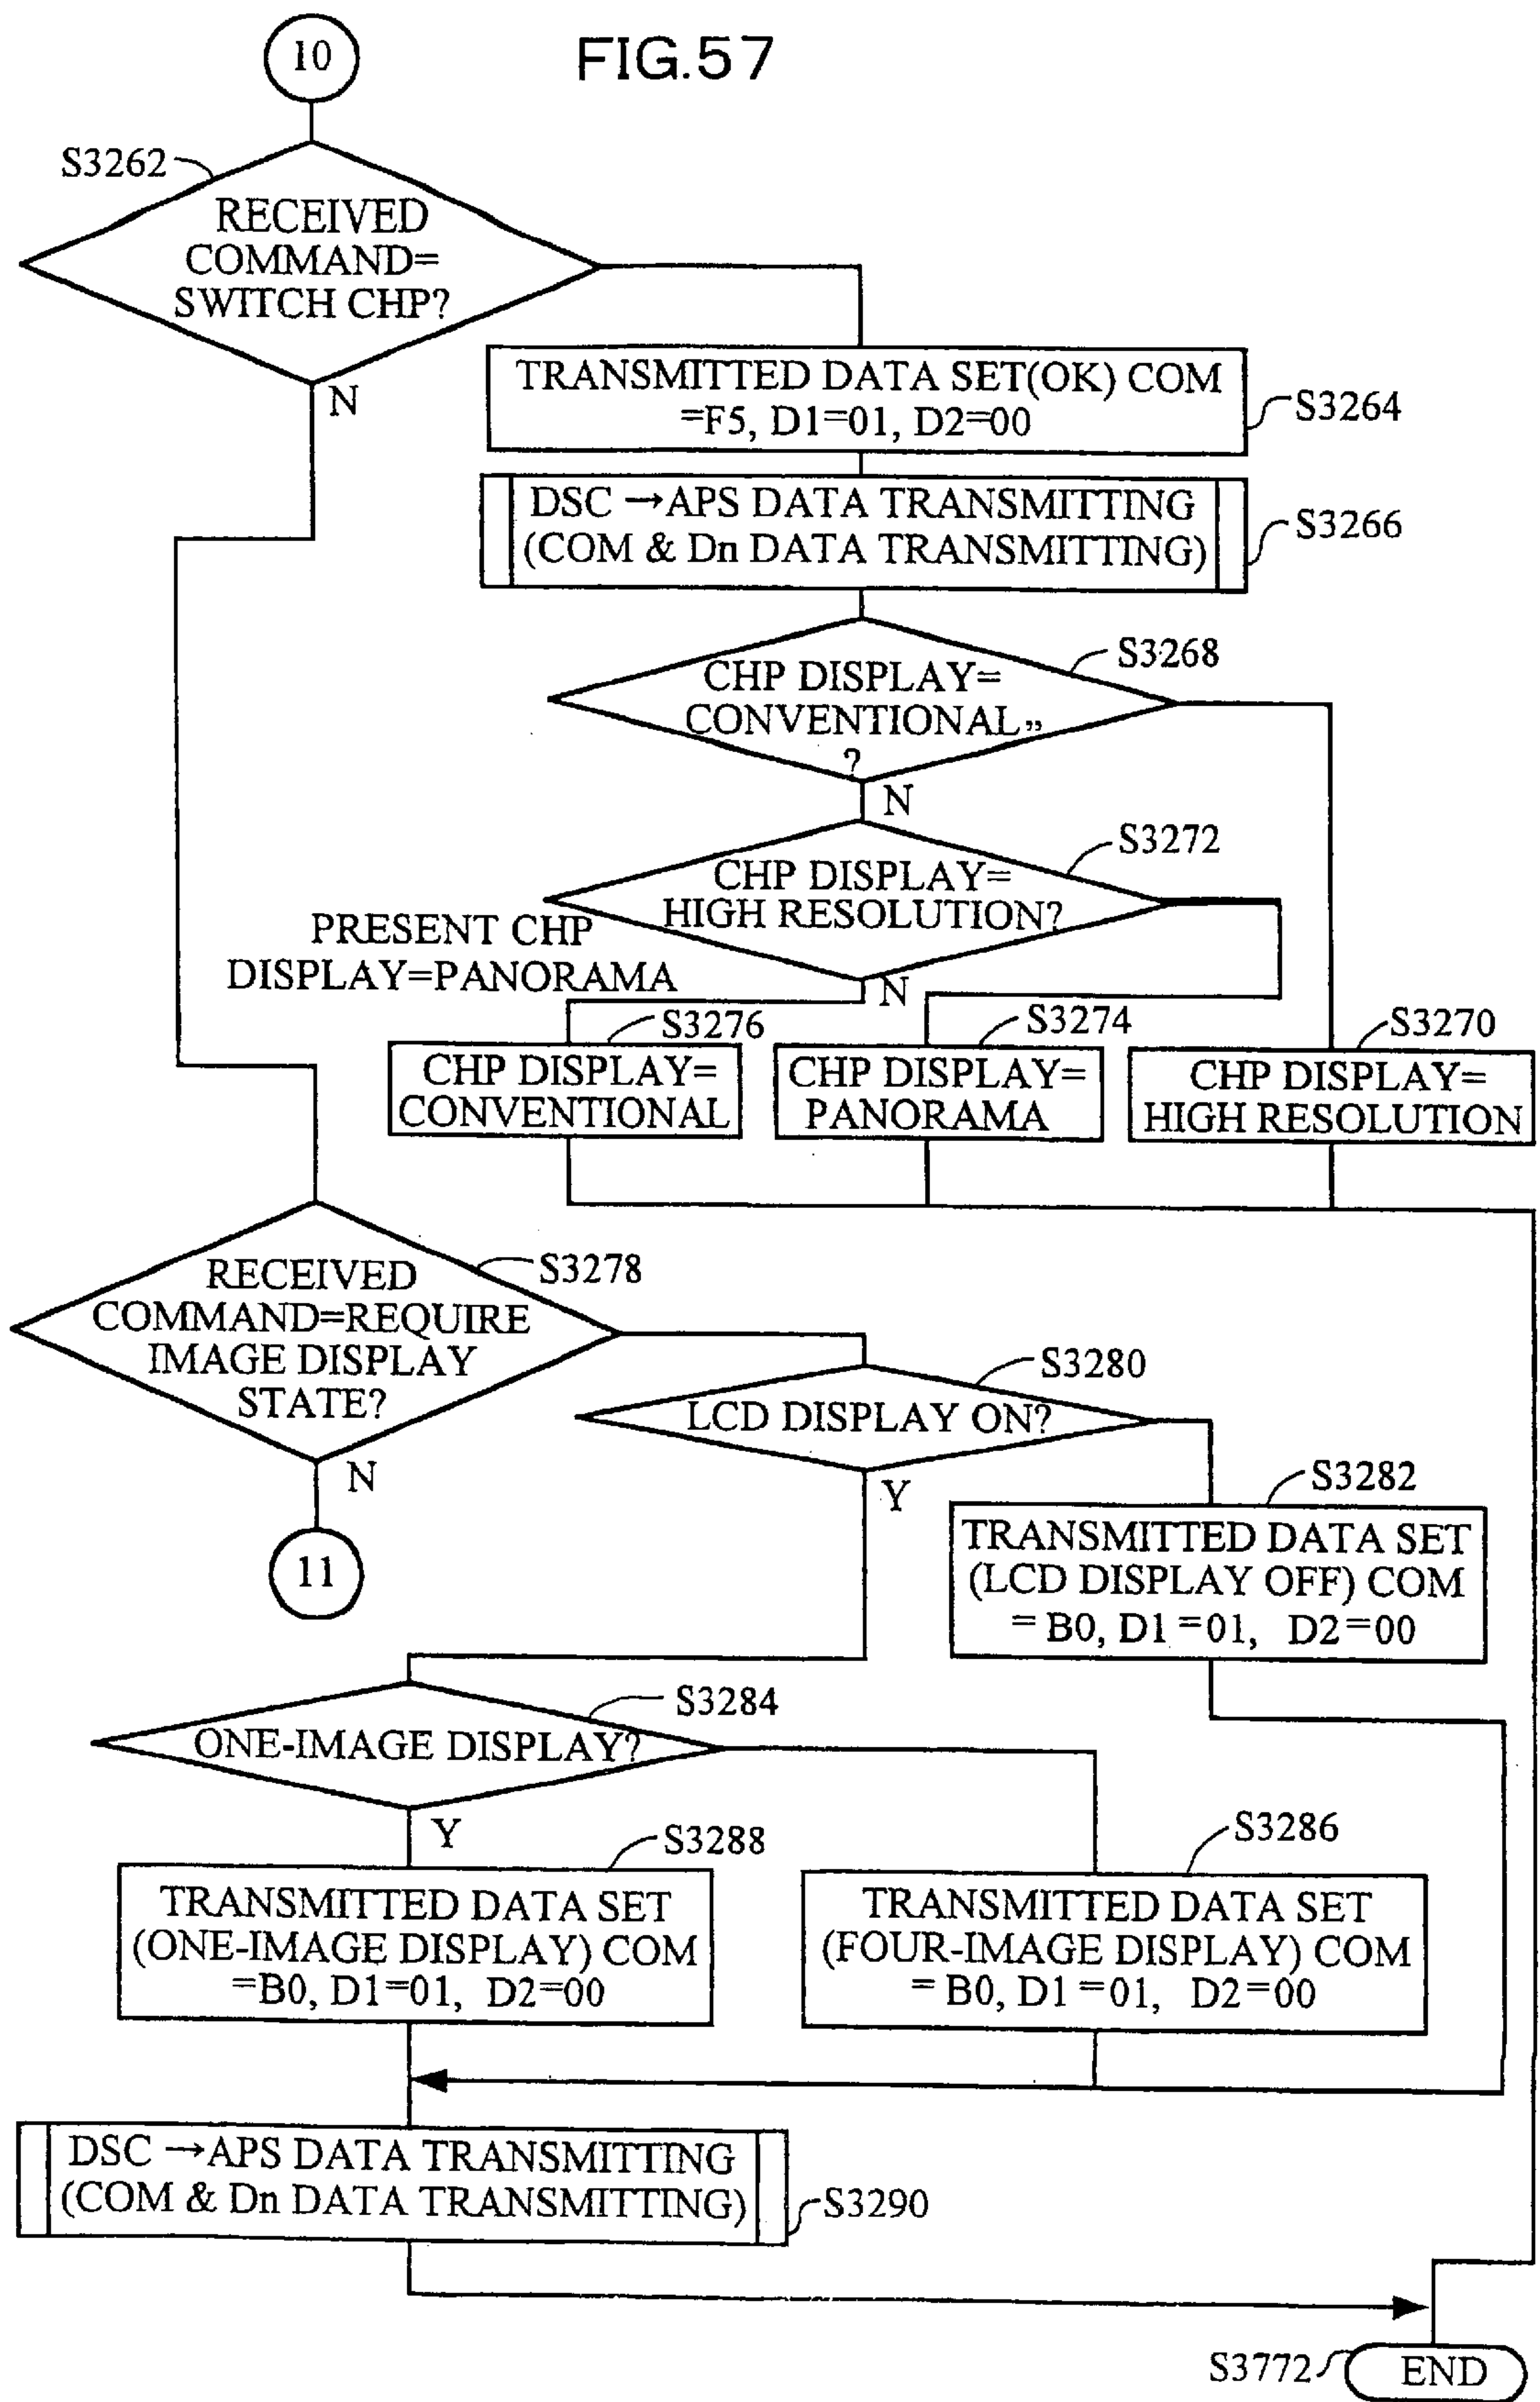 10
FIG.57
S3262
RECEIVED
COMMAND=
SWITCH CHP?
N
TRANSMITTED DATA SET(OK) COM
=F5, D1=01, D2=00
S3264
DSC →APS DATA TRANSMITTING
(COM & Dn DATA TRANSMITTING)
S3266
S3268
CHP DISPLAY=
CONVENTIONAL”
?
N
S3272
CHP DISPLAY=
HIGH RESOLUTION?
PRESENT CHP
DISPLAY=PANORAMA
N
S3276
S3274
S3270
CHP DISPLAY=
CONVENTIONAL
CHP DISPLAY=
PANORAMA
CHP DISPLAY=
HIGH RESOLUTION
S3278
RECEIVED
COMMAND=REQUIRE
IMAGE DISPLAY
STATE?
N
11
S3280
LCD DISPLAY ON?
Y
S3282
TRANSMITTED DATA SET
(LCD DISPLAY OFF) COM
= B0, D1 =01, D2=00
S3284
ONE-IMAGE DISPLAY?
Y
S3288
S3286
TRANSMITTED DATA SET
(ONE-IMAGE DISPLAY) COM
=B0, D1=01, D2=00
TRANSMITTED DATA SET
(FOUR-IMAGE DISPLAY) COM
= B0, D1 =01, D2=00
DSC →APS DATA TRANSMITTING
(COM & Dn DATA TRANSMITTING)
S3290
S3772
END